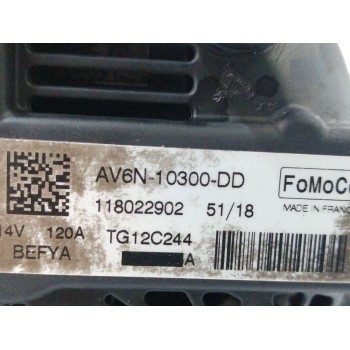 AV6N-10300-DD
FoMoCo
118022902 51/18
MADE IN FRANCE
14V 120A TG12C244
BEFYA A